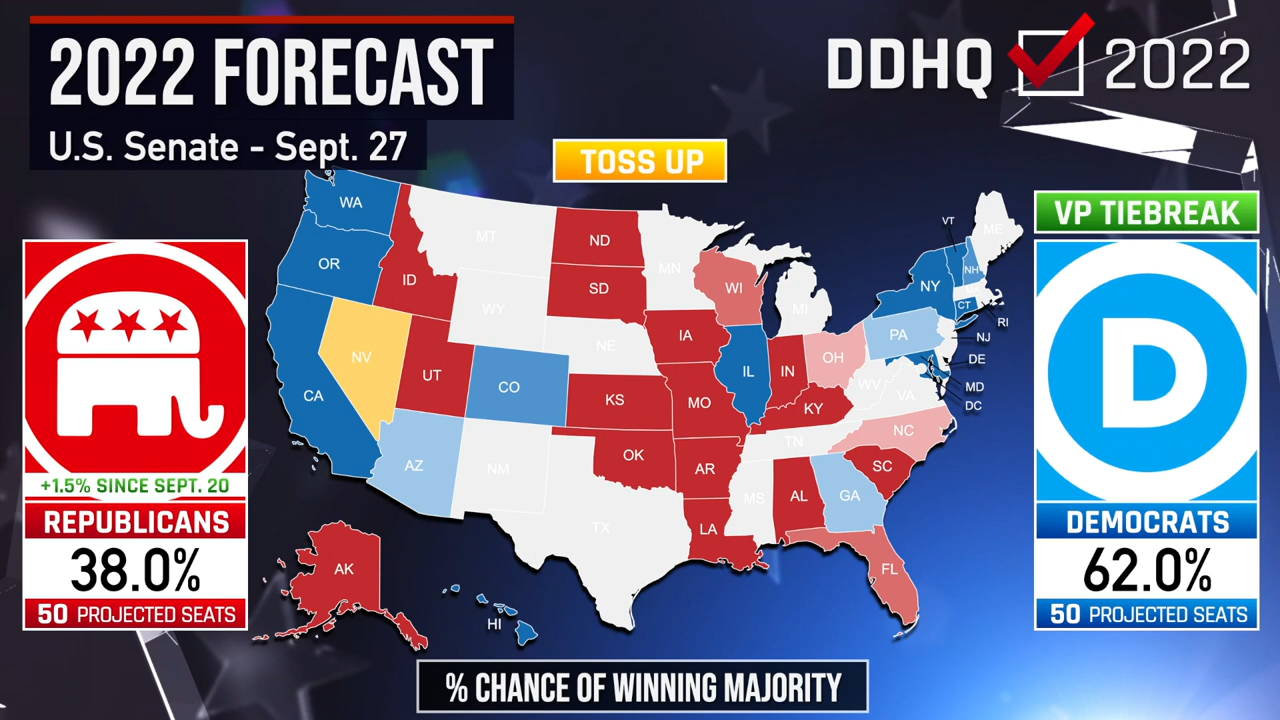 2022 FORECAST
U.S. Senate - Sept. 27
DDHQ 2022
TOSS UP
VP TIEBREAK
+1.5% SINCE SEPT. 20
REPUBLICANS
38.0%
50 PROJECTED SEATS
DEMOCRATS
62.0%
50 PROJECTED SEATS
WA
MT
ND
MN
VT
ME
OR
ID
SD
WI
NY
NH
WY
MI
CT
RI
NV
IA
PA
NJ
NE
OH
DE
UT
CO
IL
IN
MD
CA
KS
MO
WV
VA
DC
KY
AZ
NM
OK
TN
NC
AR
SC
MS
AL
GA
TX
LA
AK
FL
HI
% CHANCE OF WINNING MAJORITY